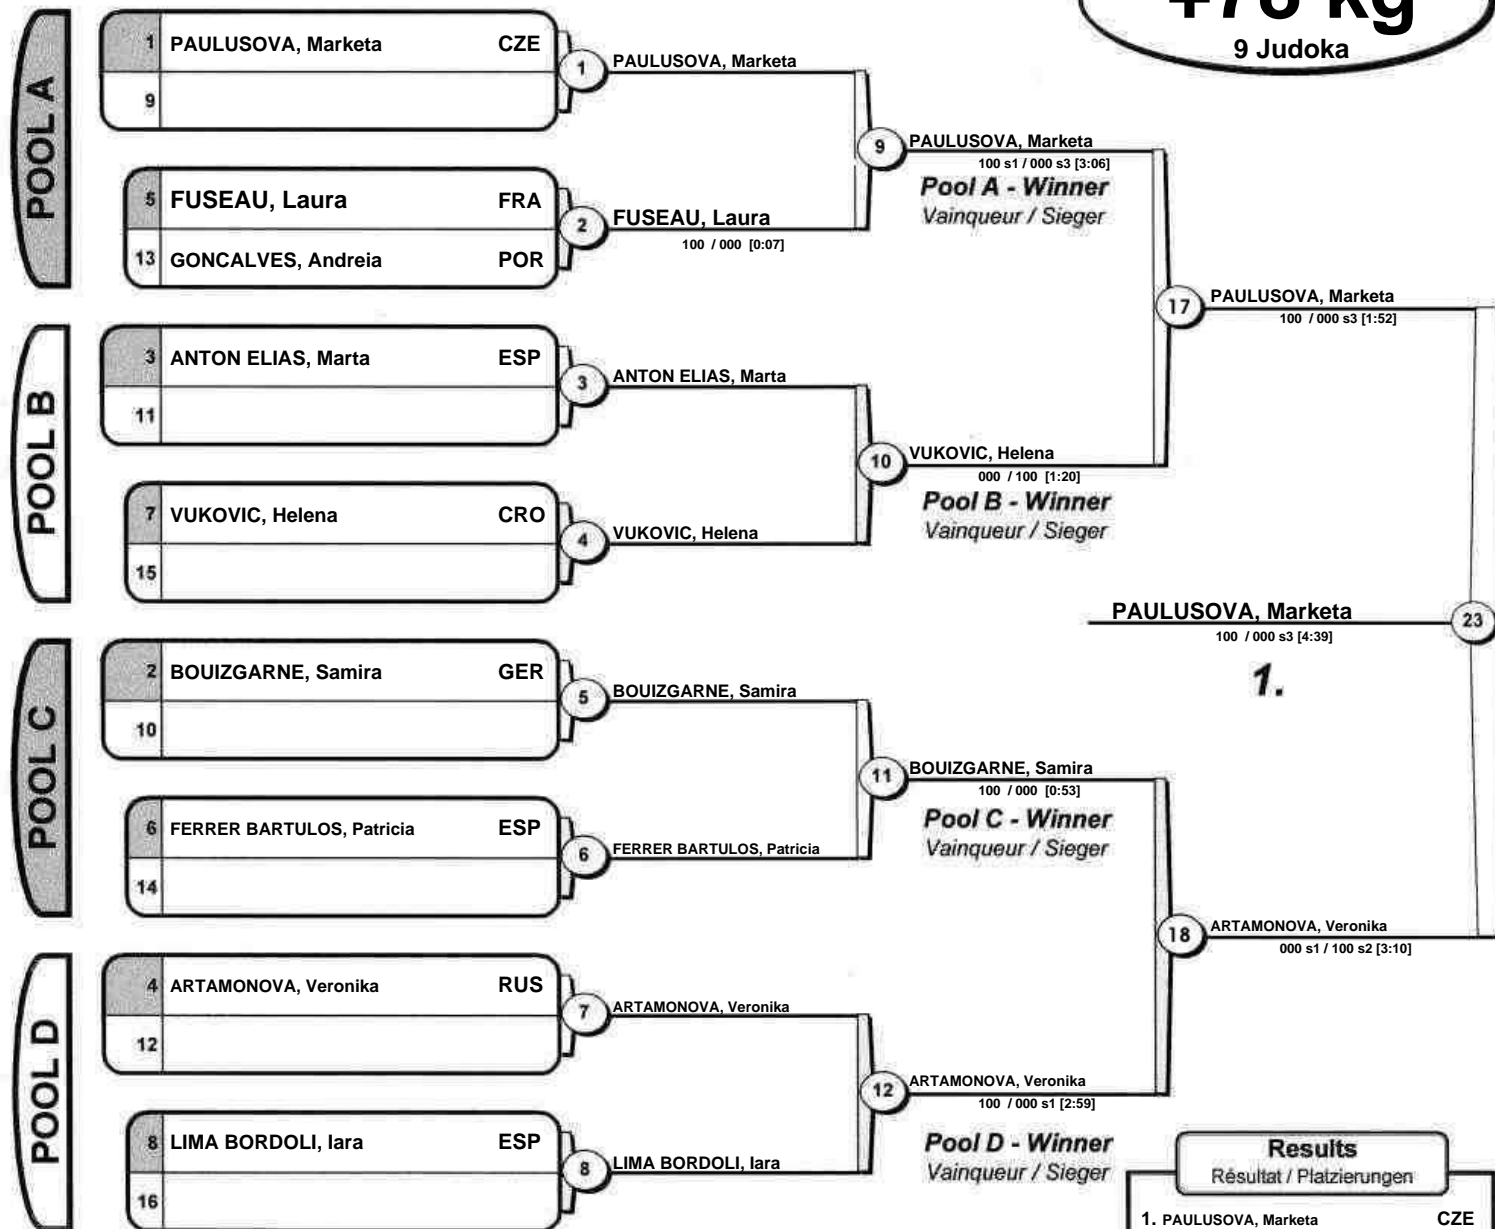 +78 kg
9 Judoka
POOL A
1 PAULUSOVA, Marketa CZE
9
1 PAULUSOVA, Marketa
5 FUSEAU, Laura FRA
13 GONCALVES, Andreia POR
2 FUSEAU, Laura
100 / 000 [0:07]
9 PAULUSOVA, Marketa
100 s1 / 000 s3 [3:06]
Pool A - Winner
Vainqueur / Sieger
POOL B
3 ANTON ELIAS, Marta ESP
11
3 ANTON ELIAS, Marta
7 VUKOVIC, Helena CRO
15
4 VUKOVIC, Helena
10 VUKOVIC, Helena
000 / 100 [1:20]
Pool B - Winner
Vainqueur / Sieger
17 PAULUSOVA, Marketa
100 / 000 s3 [1:52]
PAULUSOVA, Marketa 23
100 / 000 s3 [4:39]
1.
POOL C
2 BOUIZGARNE, Samira GER
10
5 BOUIZGARNE, Samira
6 FERRER BARTULOS, Patricia ESP
14
6 FERRER BARTULOS, Patricia
11 BOUIZGARNE, Samira
100 / 000 [0:53]
Pool C - Winner
Vainqueur / Sieger
POOL D
4 ARTAMONOVA, Veronika RUS
12
7 ARTAMONOVA, Veronika
8 LIMA BORDOLI, Iara ESP
16
8 LIMA BORDOLI, Iara
12 ARTAMONOVA, Veronika
100 / 000 s1 [2:59]
Pool D - Winner
Vainqueur / Sieger
18 ARTAMONOVA, Veronika
000 s1 / 100 s2 [3:10]
Results
Résultat / Platzierungen
1. PAULUSOVA, Marketa CZE